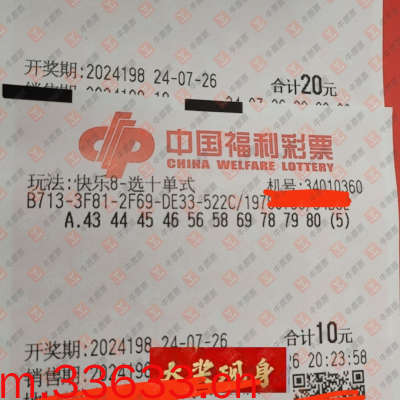 开奖期:2024198 24-07-26 合计20元
中国福利彩票
CHINA WELFARE LOTTERY
玩法:快乐8-选十单式 机号:34010360
B713-3F81-2F69-DE33-522C/197
A.43 44 45 46 56 58 69 78 79 80 (5)
开奖期:2024198 24-07-26 合计10元
大奖现身
26 20:23:58
m.33633.cn